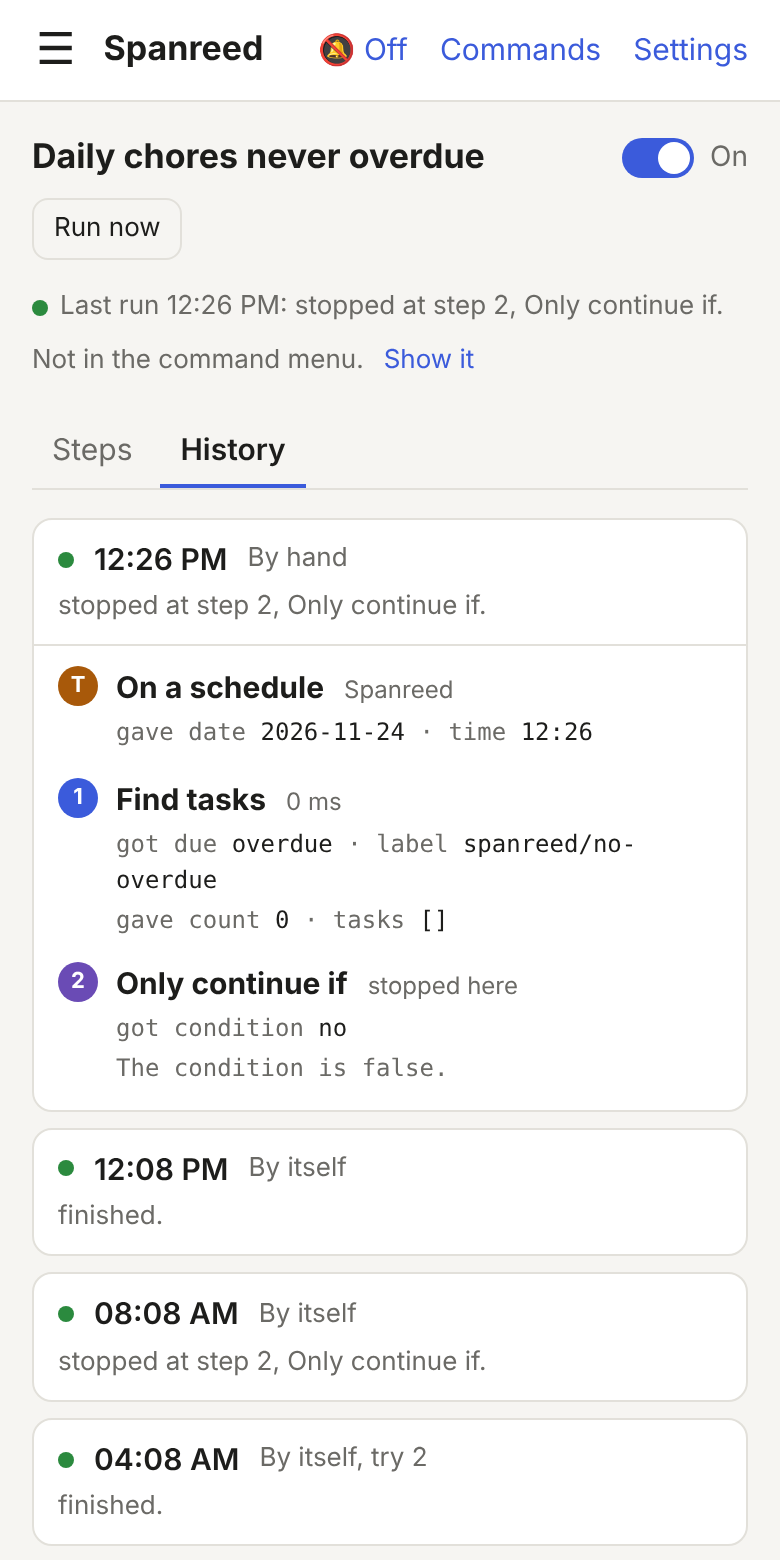 ☰ Spanreed 🔕 Off Commands Settings
Daily chores never overdue On
Run now
Last run 12:26 PM: stopped at step 2, Only continue if.
Not in the command menu. Show it
Steps History
12:26 PM By hand
stopped at step 2, Only continue if.
T On a schedule Spanreed
gave date 2026-11-24 · time 12:26
1 Find tasks 0 ms
got due overdue · label spanreed/no-
overdue
gave count 0 · tasks []
2 Only continue if stopped here
got condition no
The condition is false.
12:08 PM By itself
finished.
08:08 AM By itself
stopped at step 2, Only continue if.
04:08 AM By itself, try 2
finished.